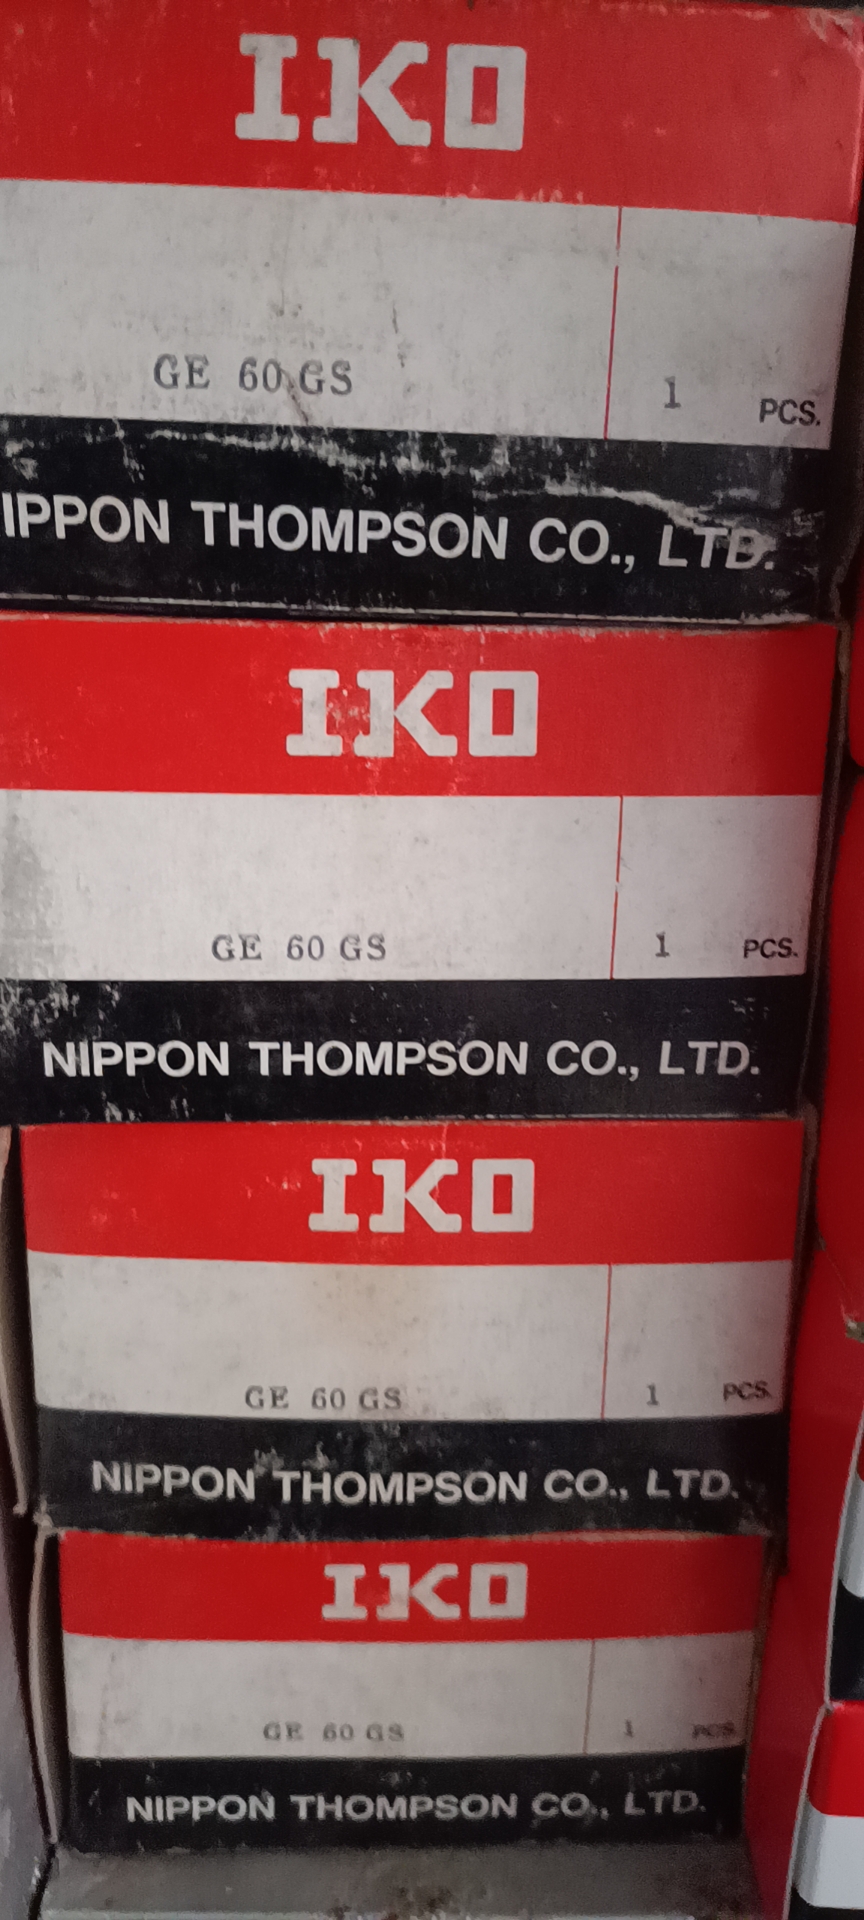 IKO
GE 60 GS 1 PCS.
IPPON THOMPSON CO., LTD.
IKO
GE 60 GS 1 PCS.
NIPPON THOMPSON CO., LTD.
IKO
GE 60 GS 1 PCS.
NIPPON THOMPSON CO., LTD.
IKO
GE 60 GS 1 PCS
NIPPON THOMPSON CO., LTD.